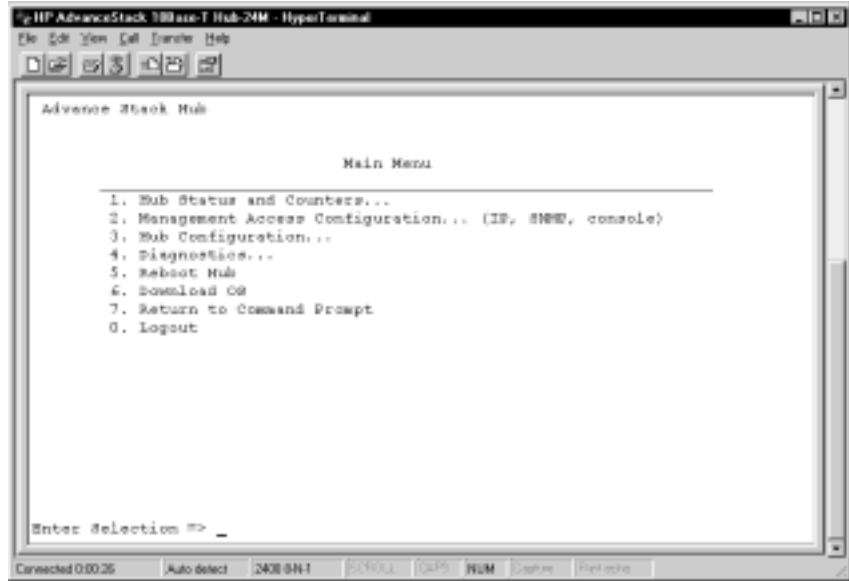 HP AdvanceStack 10Base-T Hub-24M - HyperTerminal
File Edit View Call Transfer Help
Advance Stack Hub
Main Menu
1. Hub Status and Counters...
2. Management Access Configuration... (IP, SNMP, console)
3. Hub Configuration...
4. Diagnostics...
5. Reboot Hub
6. Download OS
7. Return to Command Prompt
0. Logout
Enter Selection => _
Connected 0:00:26 Auto detect 2400 8-N-1 SCROLL CAPS NUM Capture Print echo